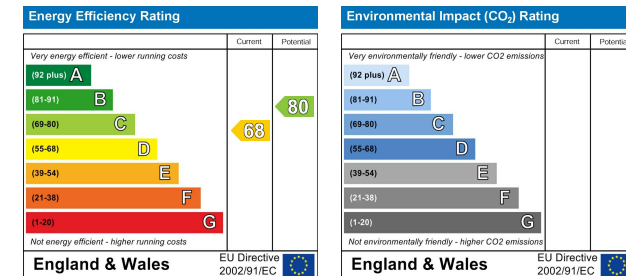 Energy Efficiency Rating
Current Potential
Very energy efficient - lower running costs
(92 plus) A
(81-91) B
80
(69-80) C
68
(55-68) D
(39-54) E
(21-38) F
(1-20) G
Not energy efficient - higher running costs
England & Wales
EU Directive
2002/91/EC
Environmental Impact (CO₂) Rating
Current Potential
Very environmentally friendly - lower CO2 emissions
(92 plus) A
(81-91) B
(69-80) C
(55-68) D
(39-54) E
(21-38) F
(1-20) G
Not environmentally friendly - higher CO2 emissions
England & Wales
EU Directive
2002/91/EC